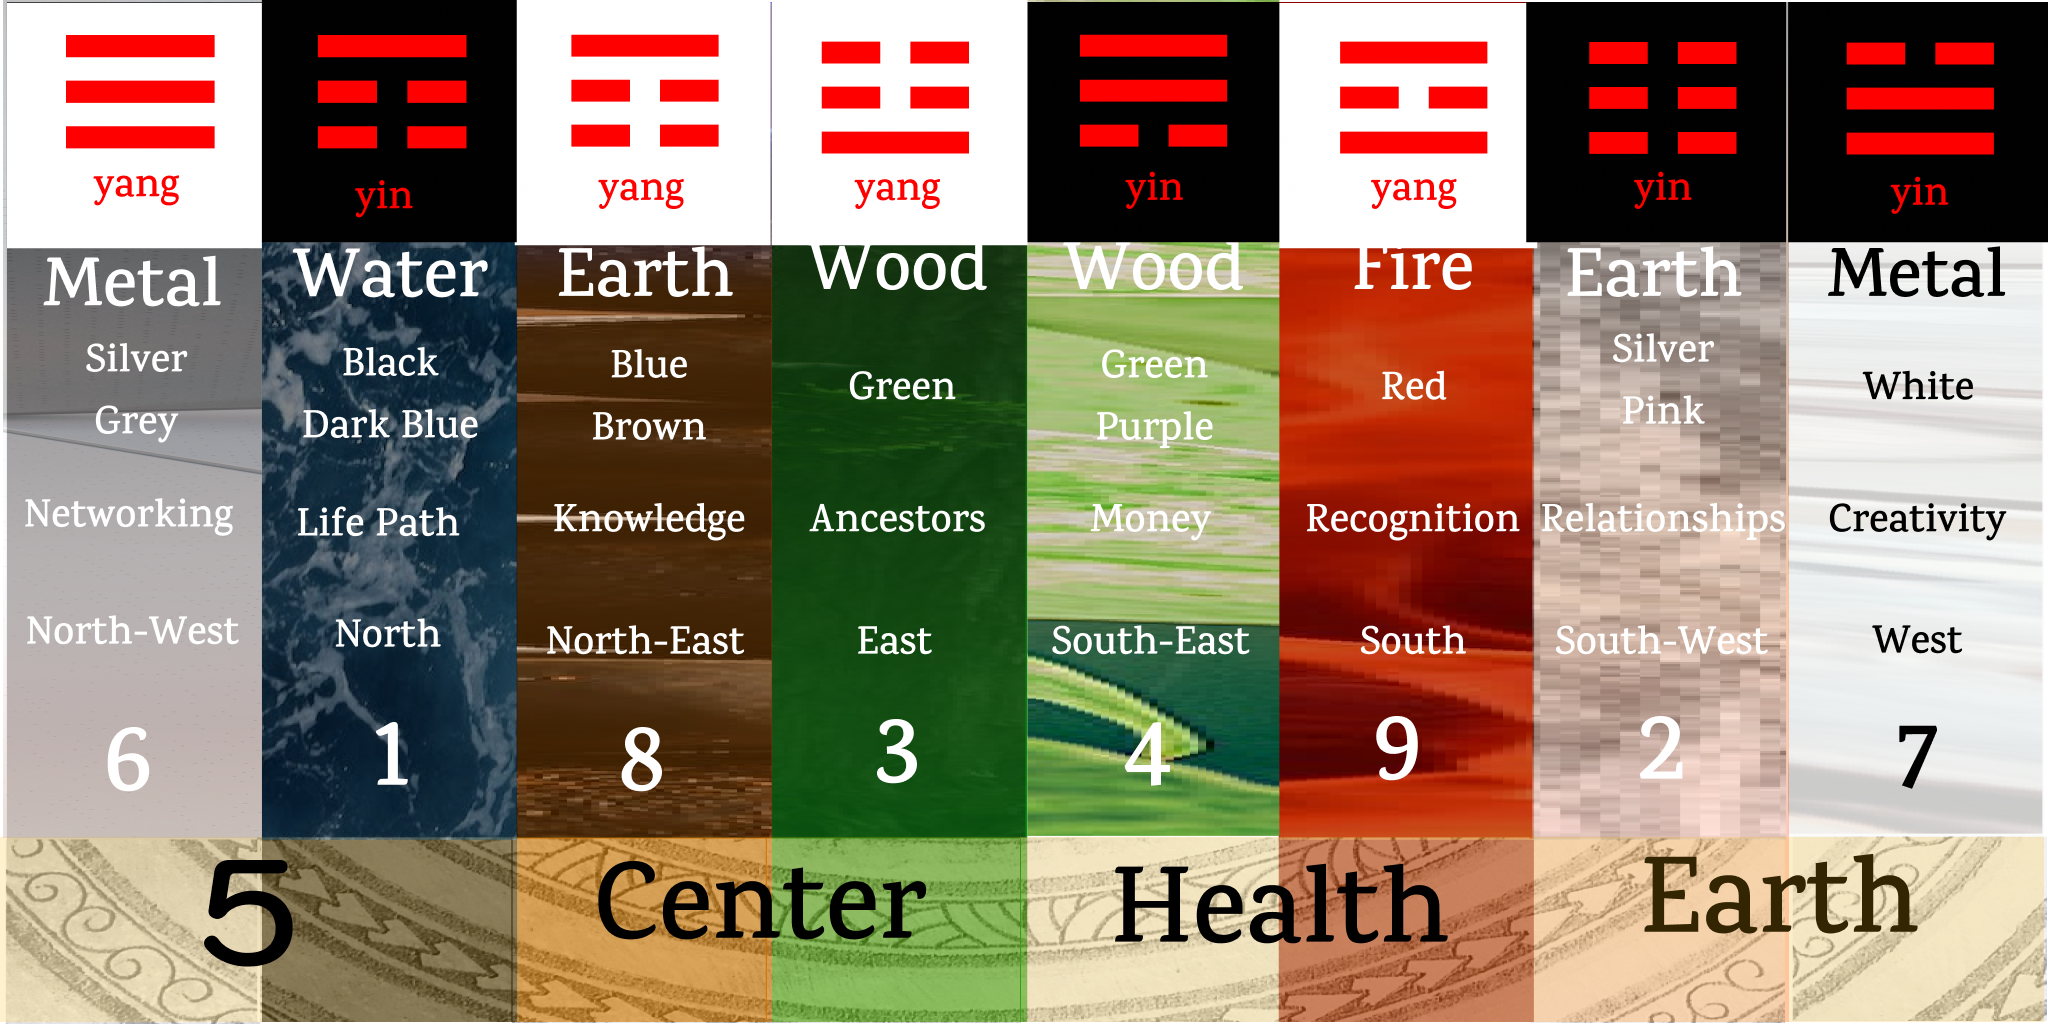 yang
Metal
Silver
Grey
Networking
North-West
6
yin
Water
Black
Dark Blue
Life Path
North
1
yang
Earth
Blue
Brown
Knowledge
North-East
8
yang
Wood
Green
Ancestors
East
3
yin
Wood
Green
Purple
Money
South-East
4
yang
Fire
Red
Recognition
South
9
yin
Earth
Silver
Pink
Relationships
South-West
2
yin
Metal
White
Creativity
West
7
5 Center Health Earth